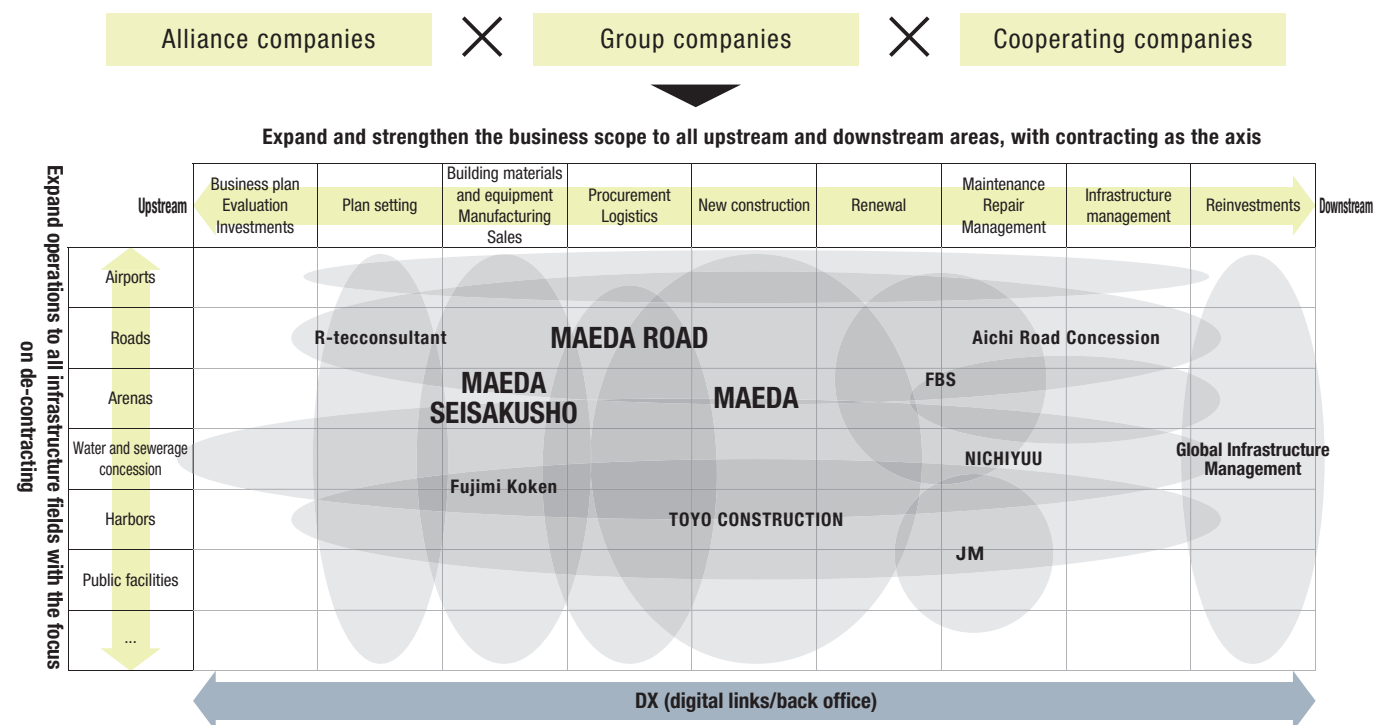 Alliance companies
Group companies
Cooperating companies
Expand and strengthen the business scope to all upstream and downstream areas, with contracting as the axis
Expand operations to all infrastructure fields with the focus
on de-contracting
Upstream
Business plan
Evaluation
Investments
Plan setting
Building materials
and equipment
Manufacturing
Sales
Procurement
Logistics
New construction
Renewal
Maintenance
Repair
Management
Infrastructure
management
Reinvestments
Downstream
Airports
Roads
R-tecconsultant
MAEDA ROAD
Aichi Road Concession
Arenas
MAEDA
SEISAKUSHO
MAEDA
FBS
Water and sewerage
concession
Fujimi Koken
NICHIYUU
Global Infrastructure
Management
Harbors
TOYO CONSTRUCTION
JM
Public facilities
...
DX (digital links/back office)